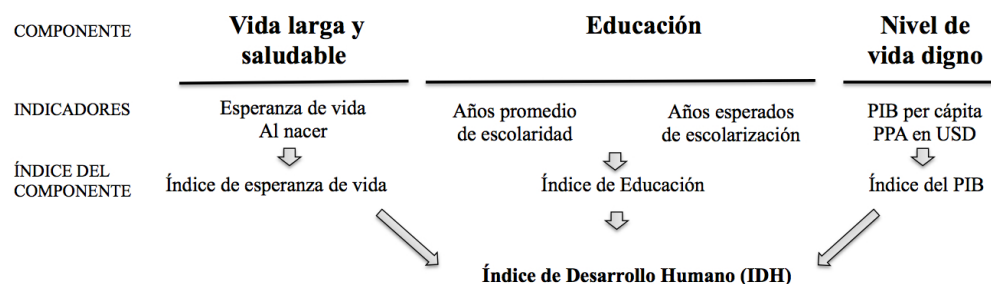 COMPONENTE
Vida larga y
saludable
Educación
Nivel de
vida digno
INDICADORES
Esperanza de vida
Al nacer
Años promedio
de escolaridad
Años esperados
de escolarización
PIB per cápita
PPA en USD
ÍNDICE DEL
COMPONENTE
Índice de esperanza de vida
Índice de Educación
Índice del PIB
Índice de Desarrollo Humano (IDH)